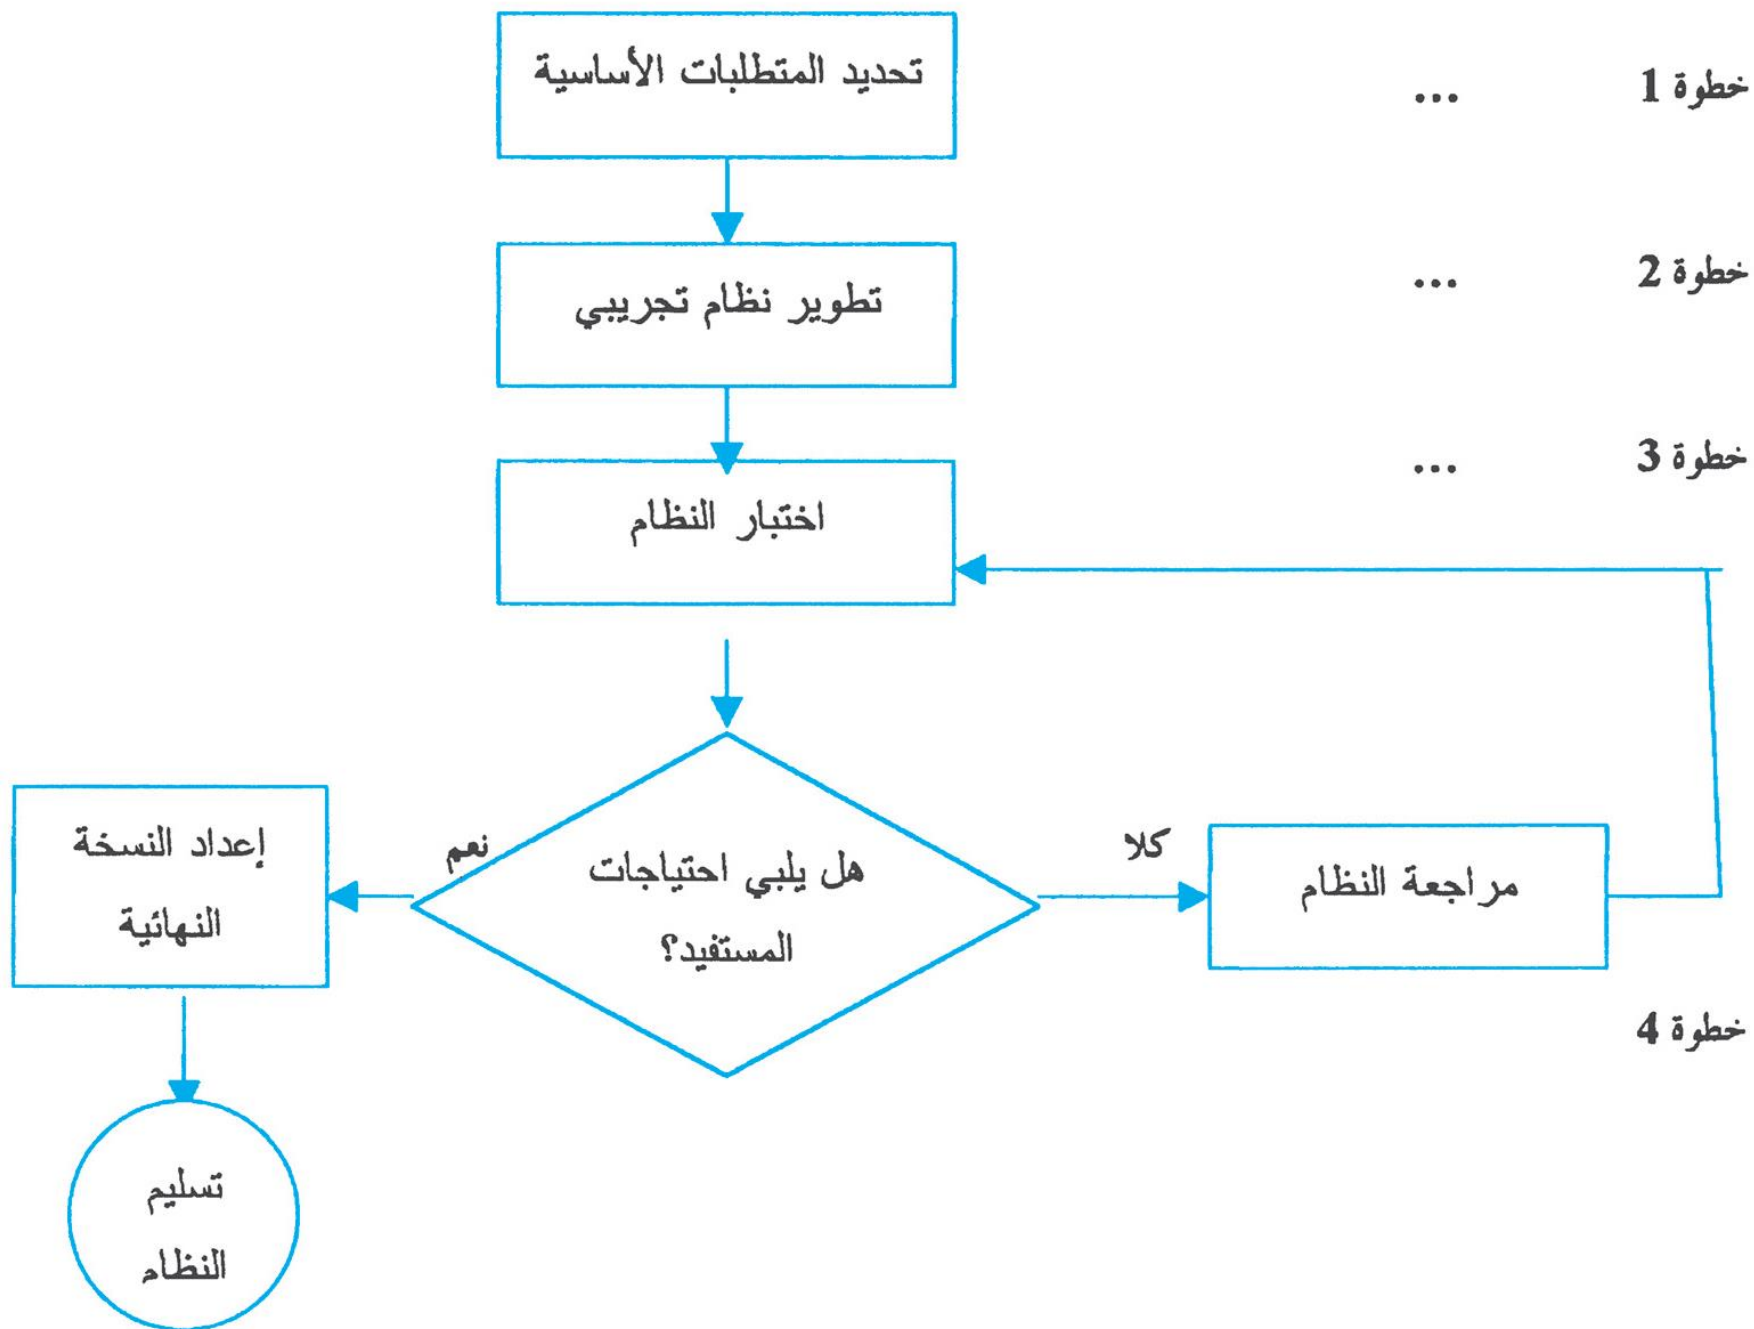 تحديد المتطلبات الأساسية
... خطوة 1
تطوير نظام تجريبي
... خطوة 2
اختبار النظام
... خطوة 3
هل يلبي احتياجات
المستفيد؟
كلا
مراجعة النظام
نعم
إعداد النسخة
النهائية
خطوة 4
تسليم
النظام